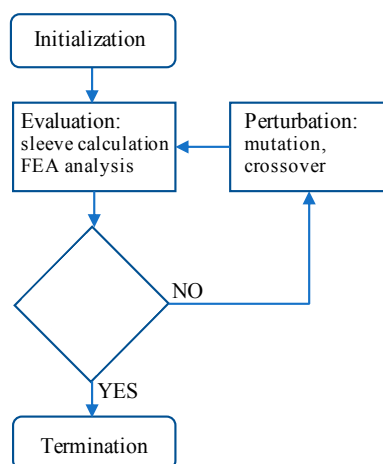 Initialization
Evaluation:
sleeve calculation
FEA analysis
Perturbation:
mutation,
crossover
NO
YES
Termination